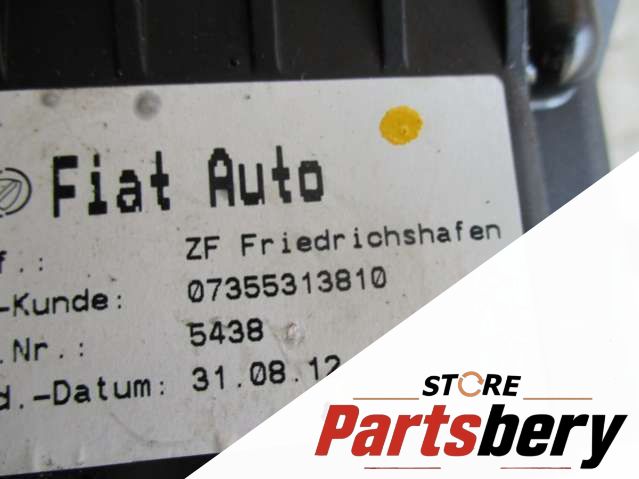 Fiat Auto
f.: ZF Friedrichshafen
-Kunde: 07355313810
.Nr.: 5438
d.-Datum: 31.08.12
STORE
Partsbery